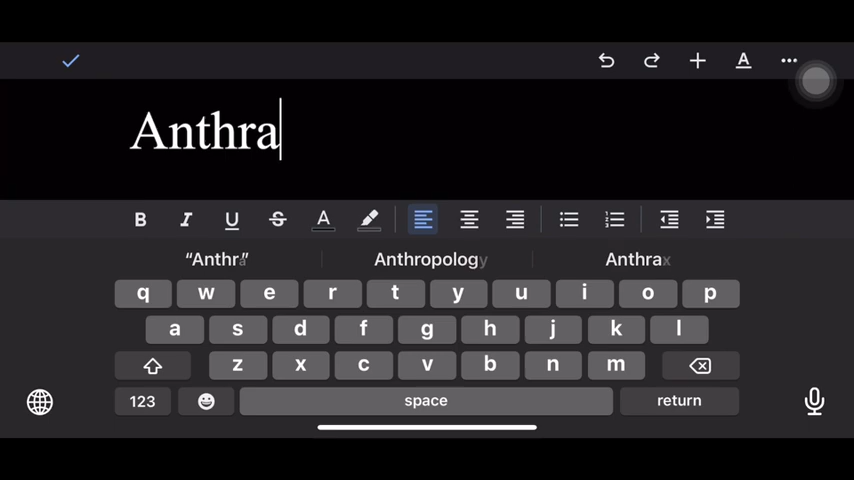 A
Anthra
B I U S A
“Anthra” Anthropology Anthrax
q w e r t y u i o p
a s d f g h j k l
z x c v b n m
123 space return